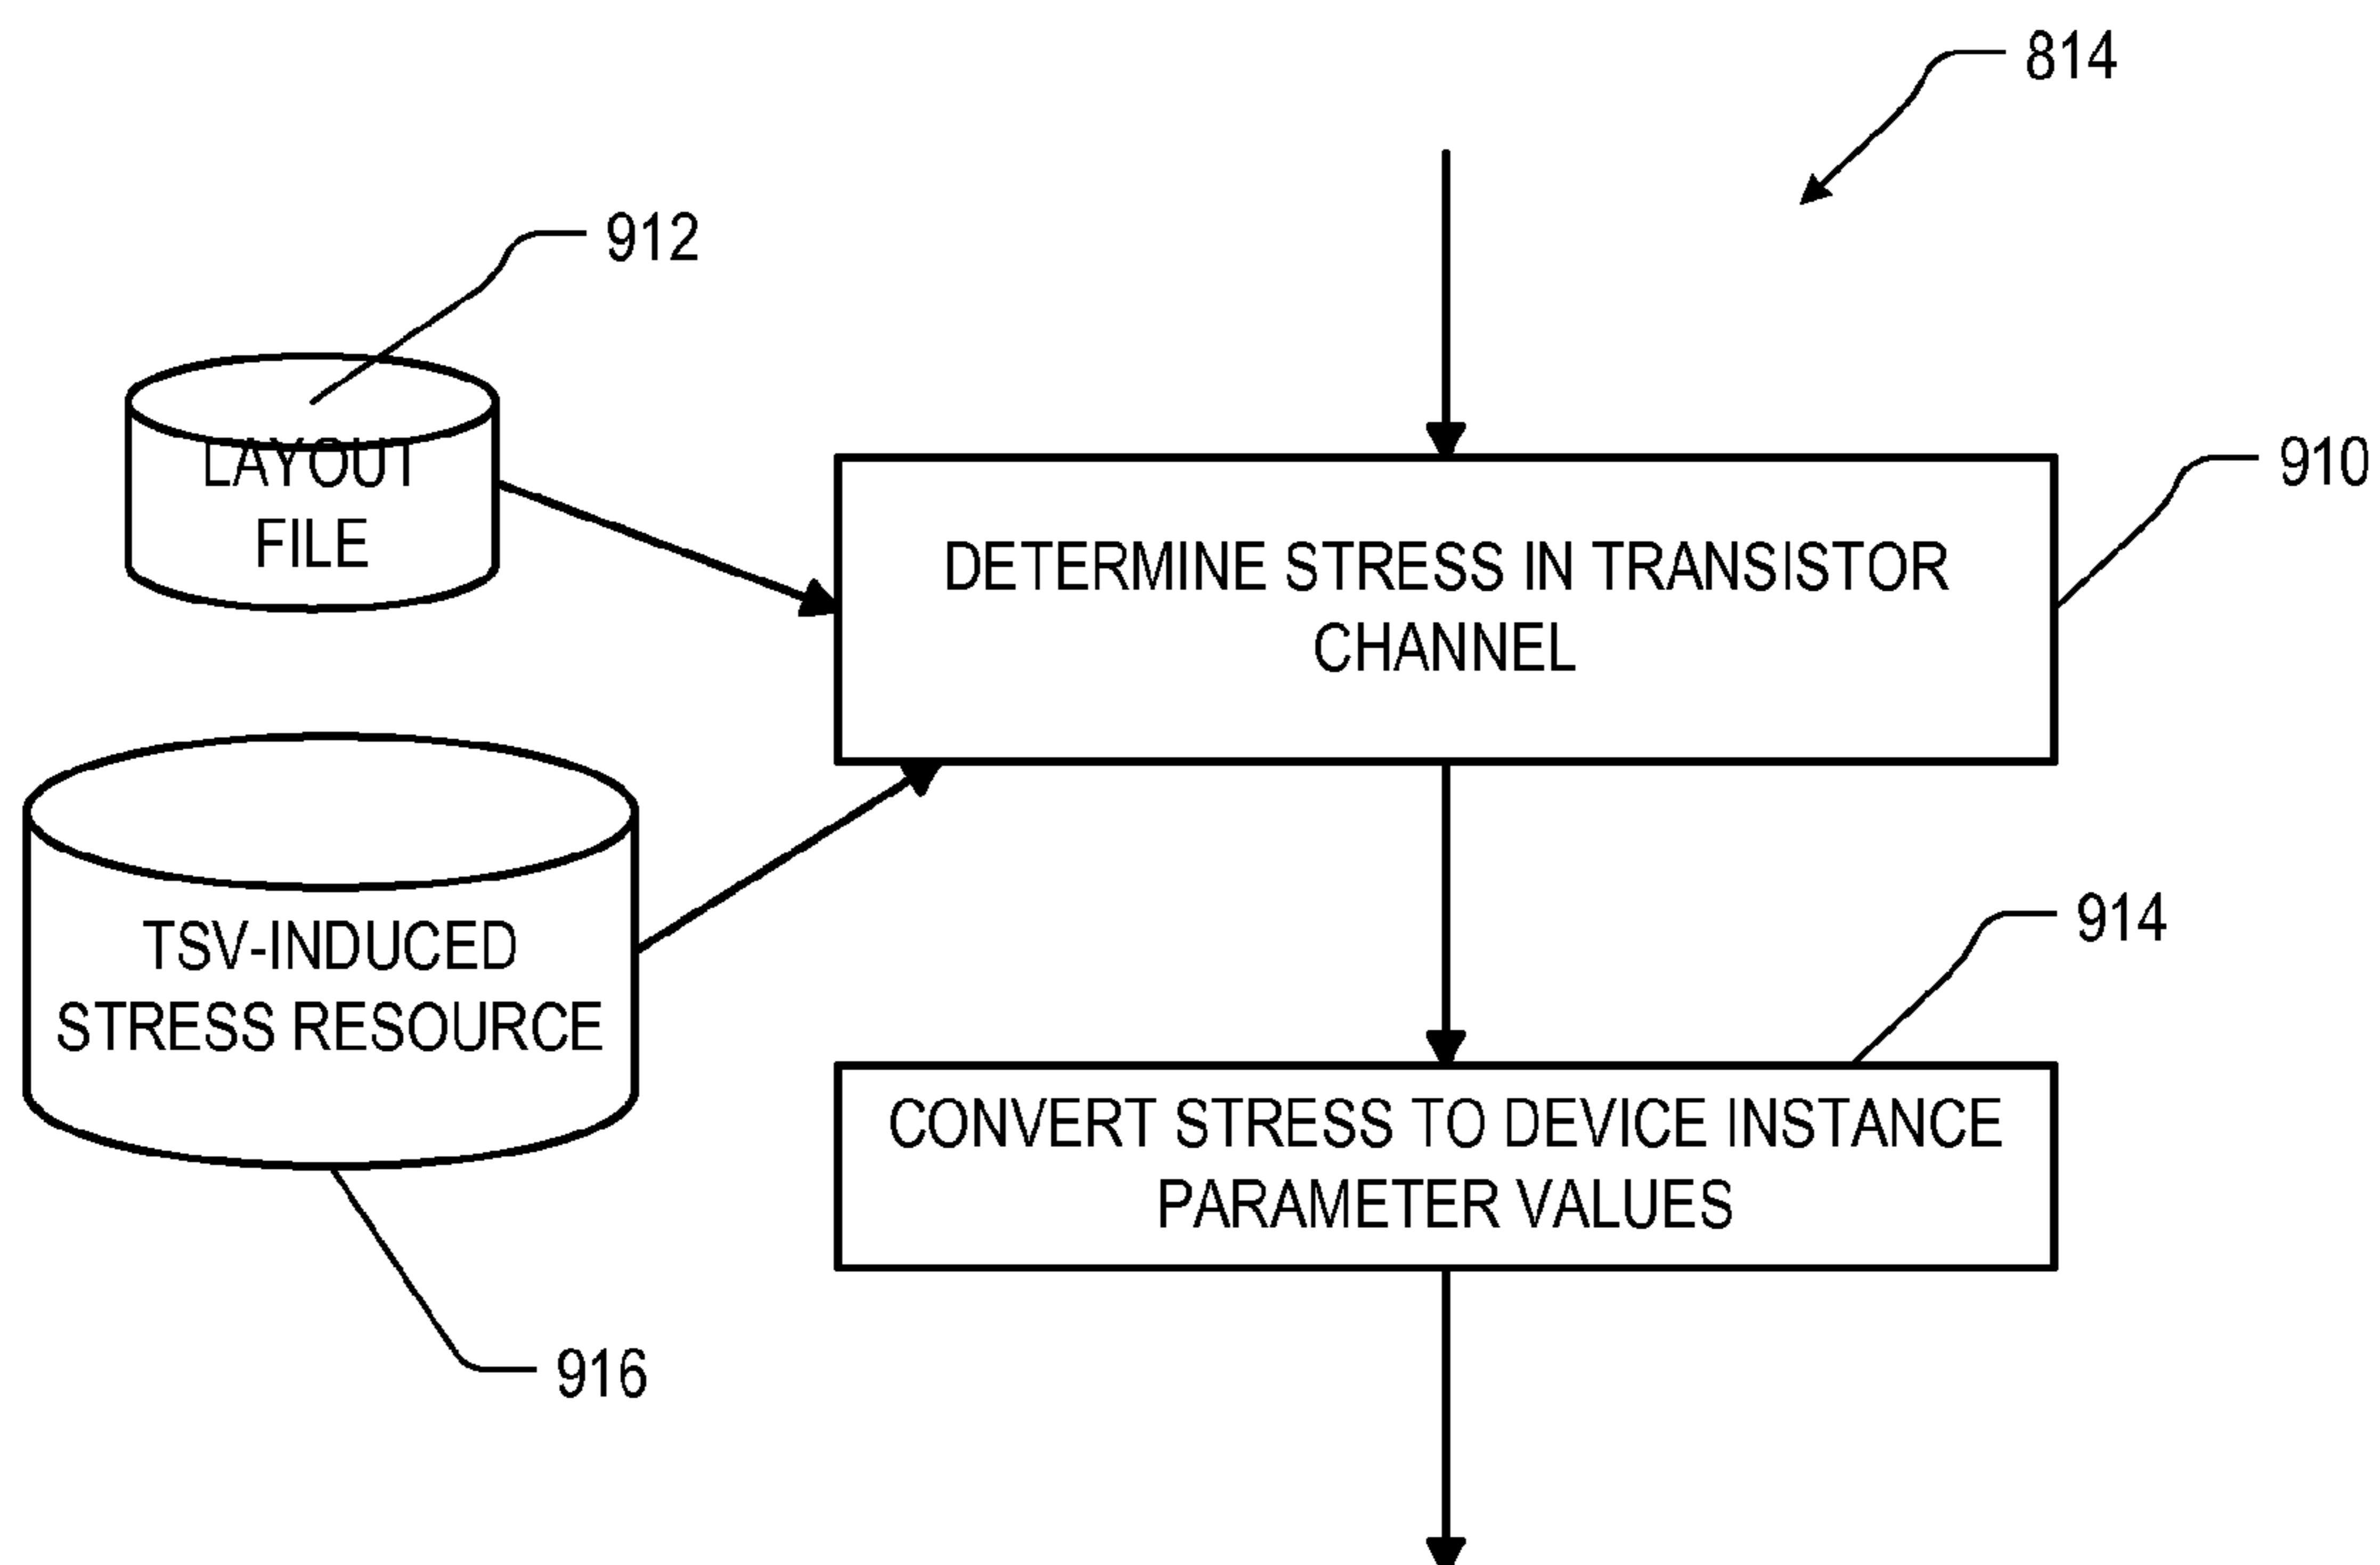 814
912
910
LAYOUT
FILE
DETERMINE STRESS IN TRANSISTOR
CHANNEL
914
TSV-INDUCED
STRESS RESOURCE
CONVERT STRESS TO DEVICE INSTANCE
PARAMETER VALUES
916